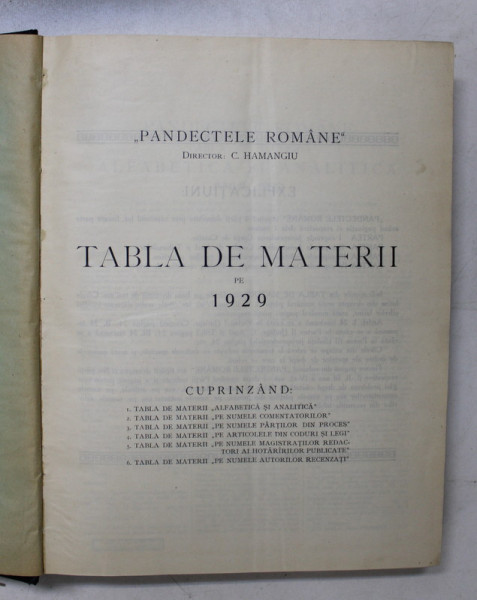 „PANDECTELE ROMÂNE“
DIRECTOR: C. HAMANGIU
TABLA DE MATERII
PE
1929
CUPRINZÂND:
1. TABLA DE MATERII „ALFABETICĂ ȘI ANALITICĂ“
2. TABLA DE MATERII „PE NUMELE COMENTATORILOR“
3. TABLA DE MATERII „PE NUMELE PĂRȚILOR DIN PROCES“
4. TABLA DE MATERII „PE ARTICOLELE DIN CODURI ȘI LEGI“
5. TABLA DE MATERII „PE NUMELE MAGISTRAȚILOR REDAC-
TORI AI HOTĂRÎRILOR PUBLICATE“
6. TABLA DE MATERII „PE NUMELE AUTORILOR RECENZAȚI“